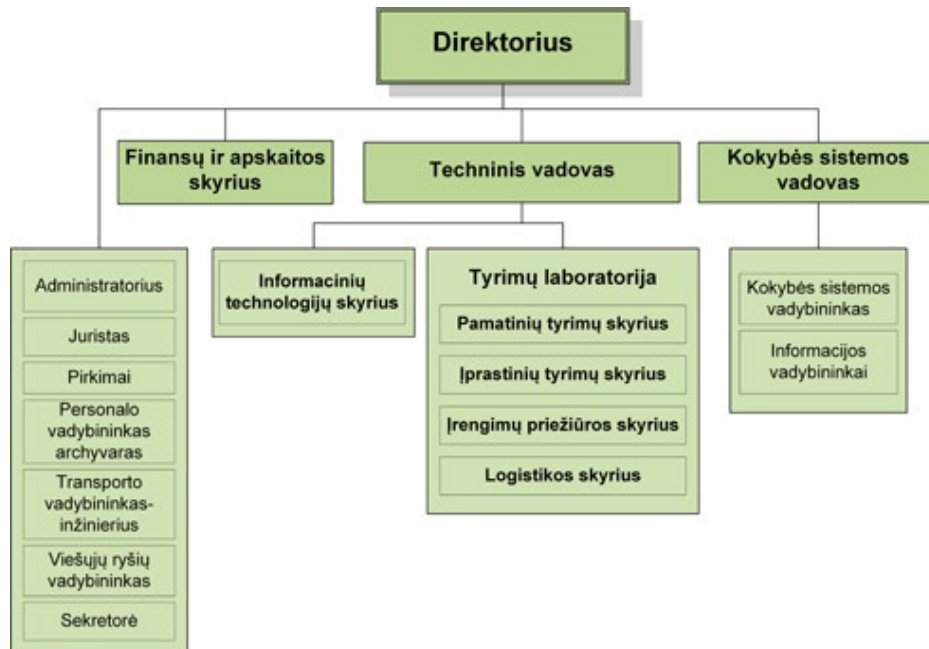 Direktorius
Finansų ir apskaitos
skyrius
Techninis vadovas
Kokybės sistemos
vadovas
Administratorius
Juristas
Pirkimai
Personalo
vadybininkas
archyvaras
Transporto
vadybininkas-
inžinierius
Viešųjų ryšių
vadybininkas
Sekretorė
Informacinių
technologijų skyrius
Tyrimų laboratorija
Pamatinių tyrimų skyrius
Įprastinių tyrimų skyrius
Įrengimų priežiūros skyrius
Logistikos skyrius
Kokybės sistemos
vadybininkas
Informacijos
vadybininkai